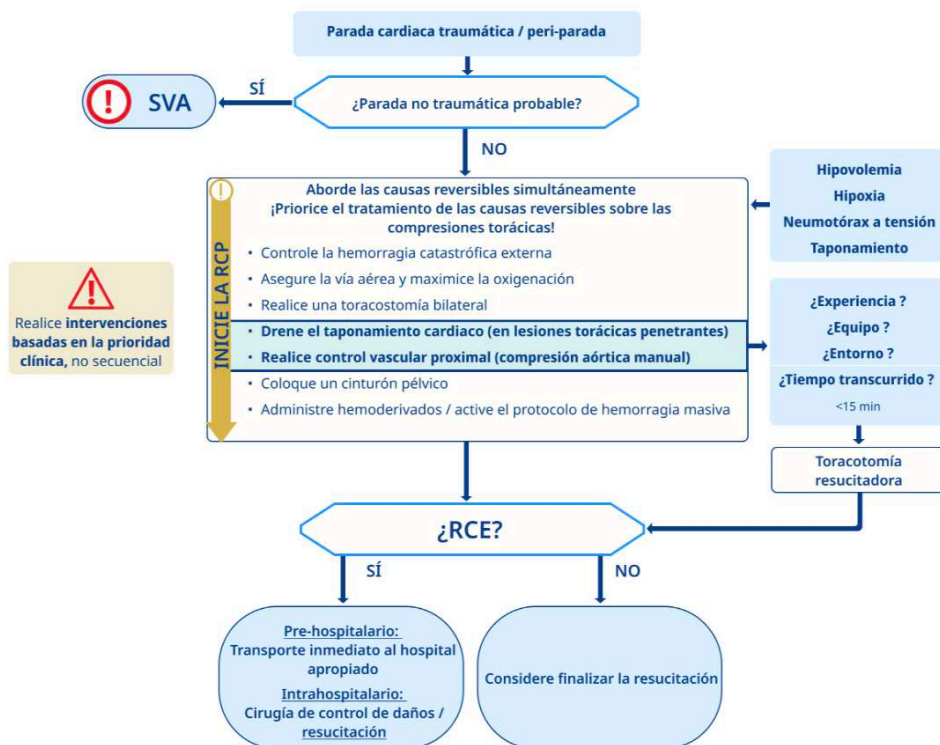 Parada cardiaca traumática / peri-parada
SÍ
SVA
¿Parada no traumática probable?
NO
INICIE LA RCP
Aborde las causas reversibles simultáneamente
¡Priorice el tratamiento de las causas reversibles sobre las
compresiones torácicas!
• Controle la hemorragia catastrófica externa
• Asegure la vía aérea y maximice la oxigenación
• Realice una toracostomía bilateral
• Drene el taponamiento cardiaco (en lesiones torácicas penetrantes)
• Realice control vascular proximal (compresión aórtica manual)
• Coloque un cinturón pélvico
• Administre hemoderivados / active el protocolo de hemorragia masiva
Hipovolemia
Hipoxia
Neumotórax a tensión
Taponamiento
Realice intervenciones
basadas en la prioridad
clínica, no secuencial
¿Experiencia ?
¿Equipo ?
¿Entorno ?
¿Tiempo transcurrido ?
<15 min
Toracotomía
resucitadora
¿RCE?
SÍ
NO
Pre-hospitalario:
Transporte inmediato al hospital
apropiado
Intrahospitalario:
Cirugía de control de daños /
resucitación
Considere finalizar la resucitación